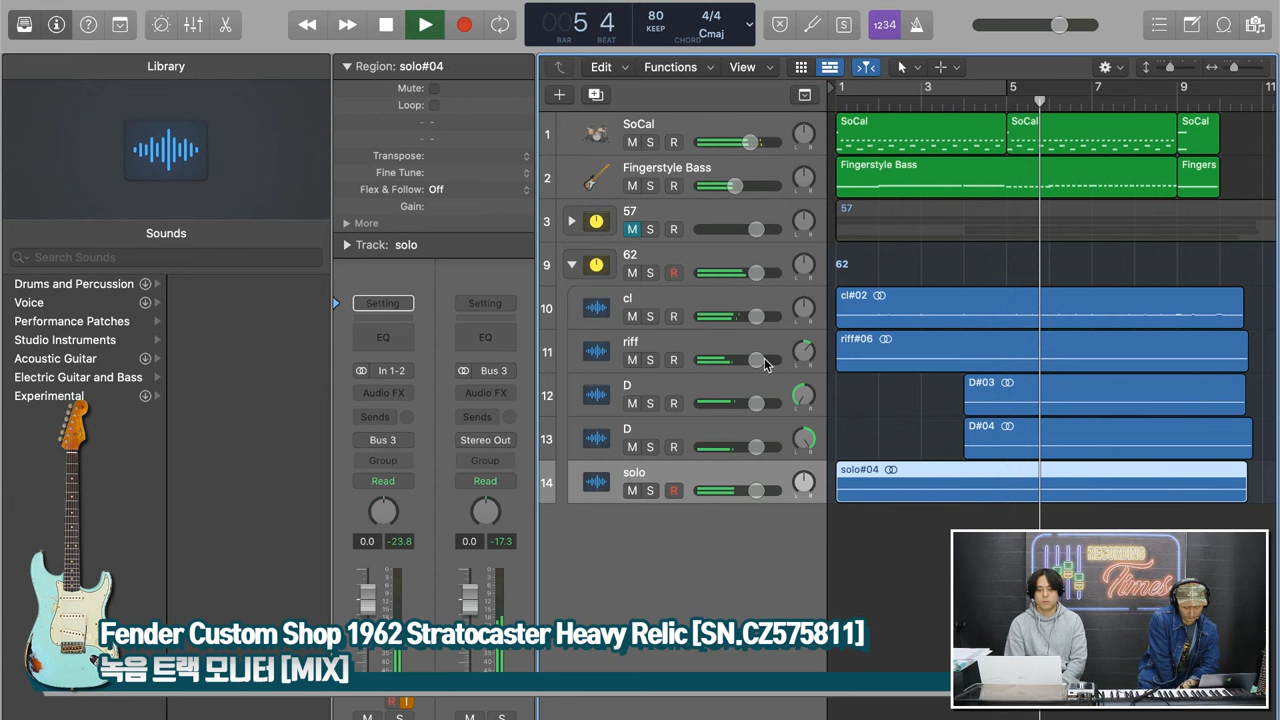 5 4
BAR BEAT
80
KEEP
4/4
Cmaj
CHORD
1234
S
Library
Sounds
Search Sounds
Drums and Percussion
Voice
Performance Patches
Studio Instruments
Acoustic Guitar
Electric Guitar and Bass
Experimental
Region: solo#04
Mute:
Loop:
Transpose:
Fine Tune:
Flex & Follow: Off
Gain:
More
Track: solo
Setting Setting
EQ EQ
In 1-2 Bus 3
Audio FX Audio FX
Sends Sends
Bus 3 Stereo Out
Group Group
Read Read
0.0 -23.8 0.0 -17.3
R I
M S M S
Edit Functions View
1 3 5 7 9 11
1 SoCal
M S R
2 Fingerstyle Bass
M S R
3 57
M S
9 62
M S R
10 cl
M S R
11 riff
M S R
12 D
M S R
13 D
M S R
14 solo
M S R
SoCal SoCal SoCal
Fingerstyle Bass Fingers
57
62
cl#02
riff#06
D#03
D#04
solo#04
RECORDING
Times
Fender Custom Shop 1962 Stratocaster Heavy Relic [SN.CZ575811]
녹음 트랙 모니터 [MIX]